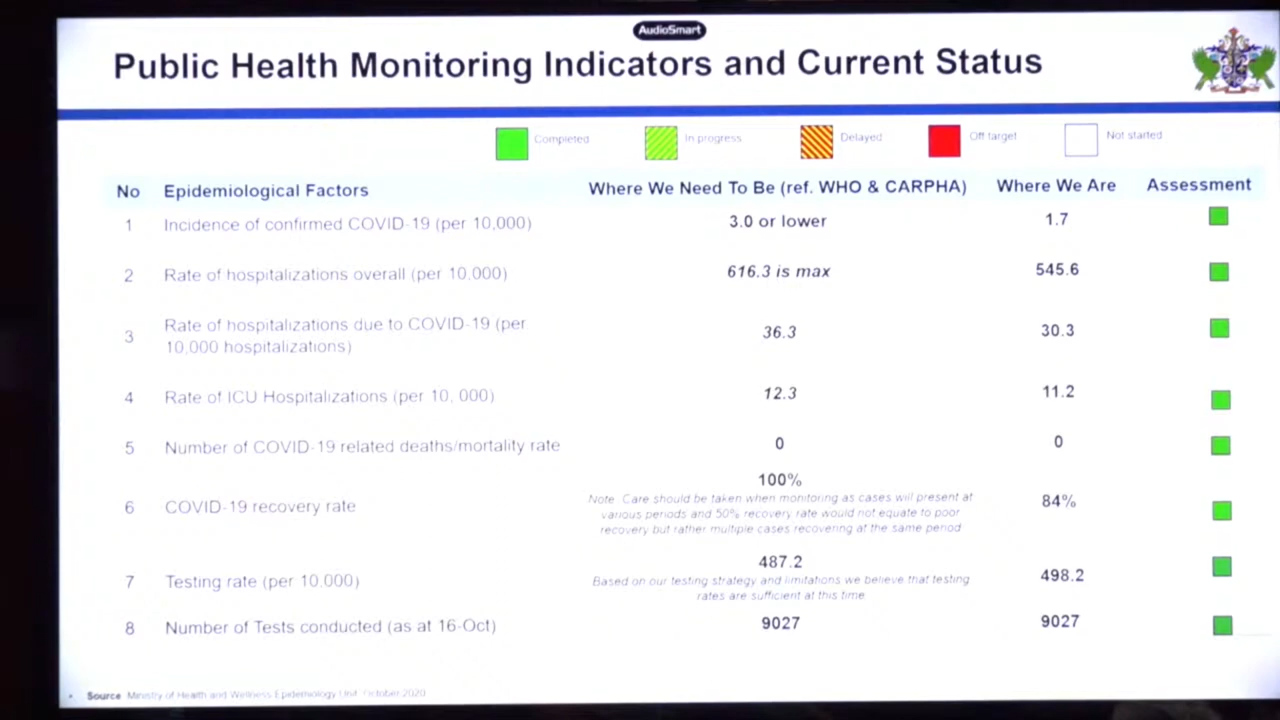 AudioSmart
Public Health Monitoring Indicators and Current Status
Completed In progress Delayed Off target Not started
No Epidemiological Factors Where We Need To Be (ref. WHO & CARPHA) Where We Are Assessment
1 Incidence of confirmed COVID-19 (per 10,000) 3.0 or lower 1.7
2 Rate of hospitalizations overall (per 10.000) 616.3 is max 545.6
3 Rate of hospitalizations due to COVID-19 (per
10,000 hospitalizations) 36.3 30.3
4 Rate of ICU Hospitalizations (per 10, 000) 12.3 11.2
5 Number of COVID-19 related deaths/mortality rate 0 0
6 COVID-19 recovery rate 100% 84%
Note: Care should be taken when monitoring as cases will present at
various periods and 50% recovery rate would not equate to poor
recovery but rather multiple cases recovering at the same period
7 Testing rate (per 10.000) 487.2 498.2
Based on our testing strategy and limitations we believe that testing
rates are sufficient at this time
8 Number of Tests conducted (as at 16-Oct) 9027 9027
Source Ministry of Health and Wellness Epidemiology Unit October 2020